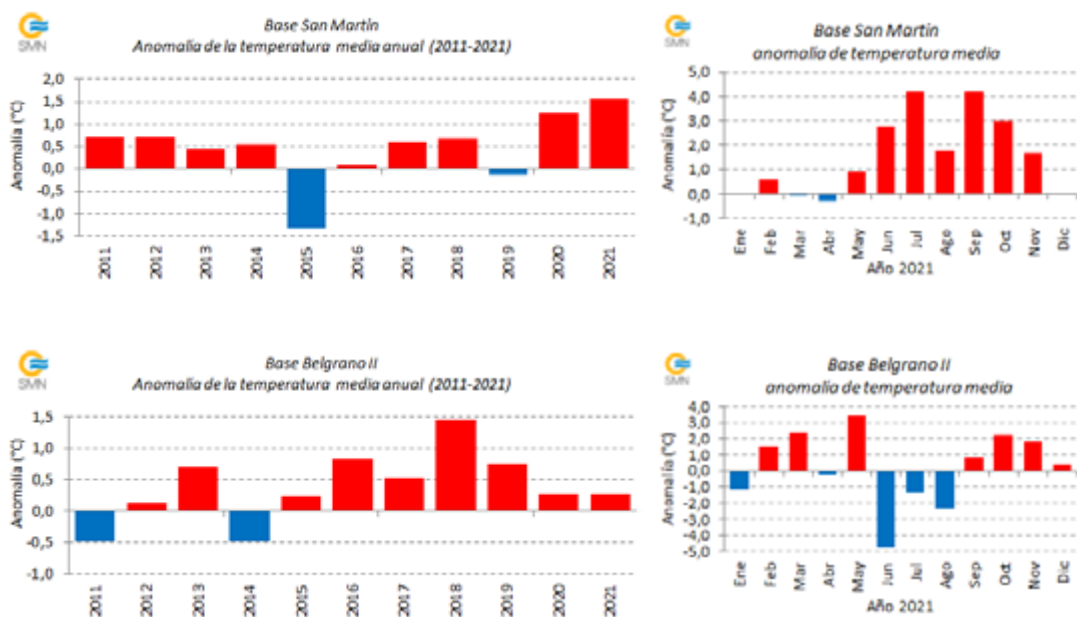 SMN
Base San Martín
Anomalía de la temperatura media anual (2011-2021)
Anomalía (°C)
2,0
1,5
1,0
0,5
0,0
-0,5
-1,0
-1,5
2011 2012 2013 2014 2015 2016 2017 2018 2019 2020 2021
SMN
Base San Martín
anomalía de temperatura media
Anomalía (°C)
5,0
4,0
3,0
2,0
1,0
0,0
-1,0
Ene Feb Mar Abr May Jun Jul Ago Sep Oct Nov Dic
Año 2021
SMN
Base Belgrano II
Anomalía de la temperatura media anual (2011-2021)
Anomalía (°C)
1,5
1,0
0,5
0,0
-0,5
-1,0
2011 2012 2013 2014 2015 2016 2017 2018 2019 2020 2021
SMN
Base Belgrano II
anomalía de temperatura media
Anomalía (°C)
4,0
3,0
2,0
1,0
0,0
-1,0
-2,0
-3,0
-4,0
-5,0
Ene Feb Mar Abr May Jun Jul Ago Sep Oct Nov Dic
Año 2021